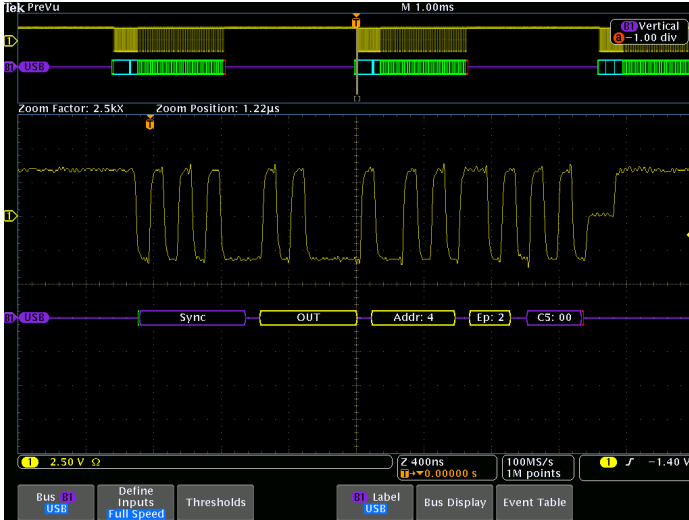 Tek PreVu M 1.00ms
T
1
B1 Vertical
a −1.00 div
B1 USB
Zoom Factor: 2.5kX Zoom Position: 1.22µs
T
1
B1 USB Sync OUT Addr: 4 Ep: 2 C5: 00
1 2.50 V Ω
Z 400ns
T→▾0.00000 s
100MS/s
1M points
1 −1.40 V
Bus B1
USB
Define
Inputs
Full Speed
Thresholds
B1 Label
USB
Bus Display
Event Table